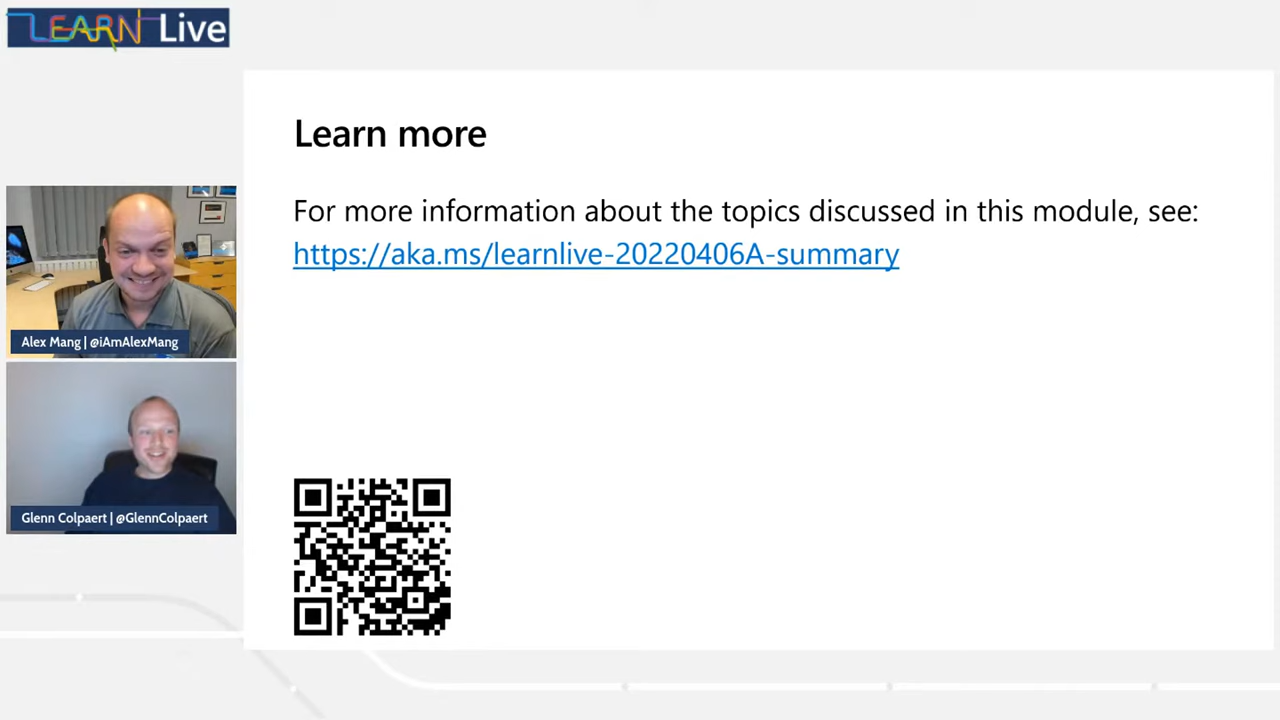 LEARN Live
Learn more
For more information about the topics discussed in this module, see:
https://aka.ms/learnlive-20220406A-summary
Alex Mang | @iAmAlexMang
Glenn Colpaert | @GlennColpaert